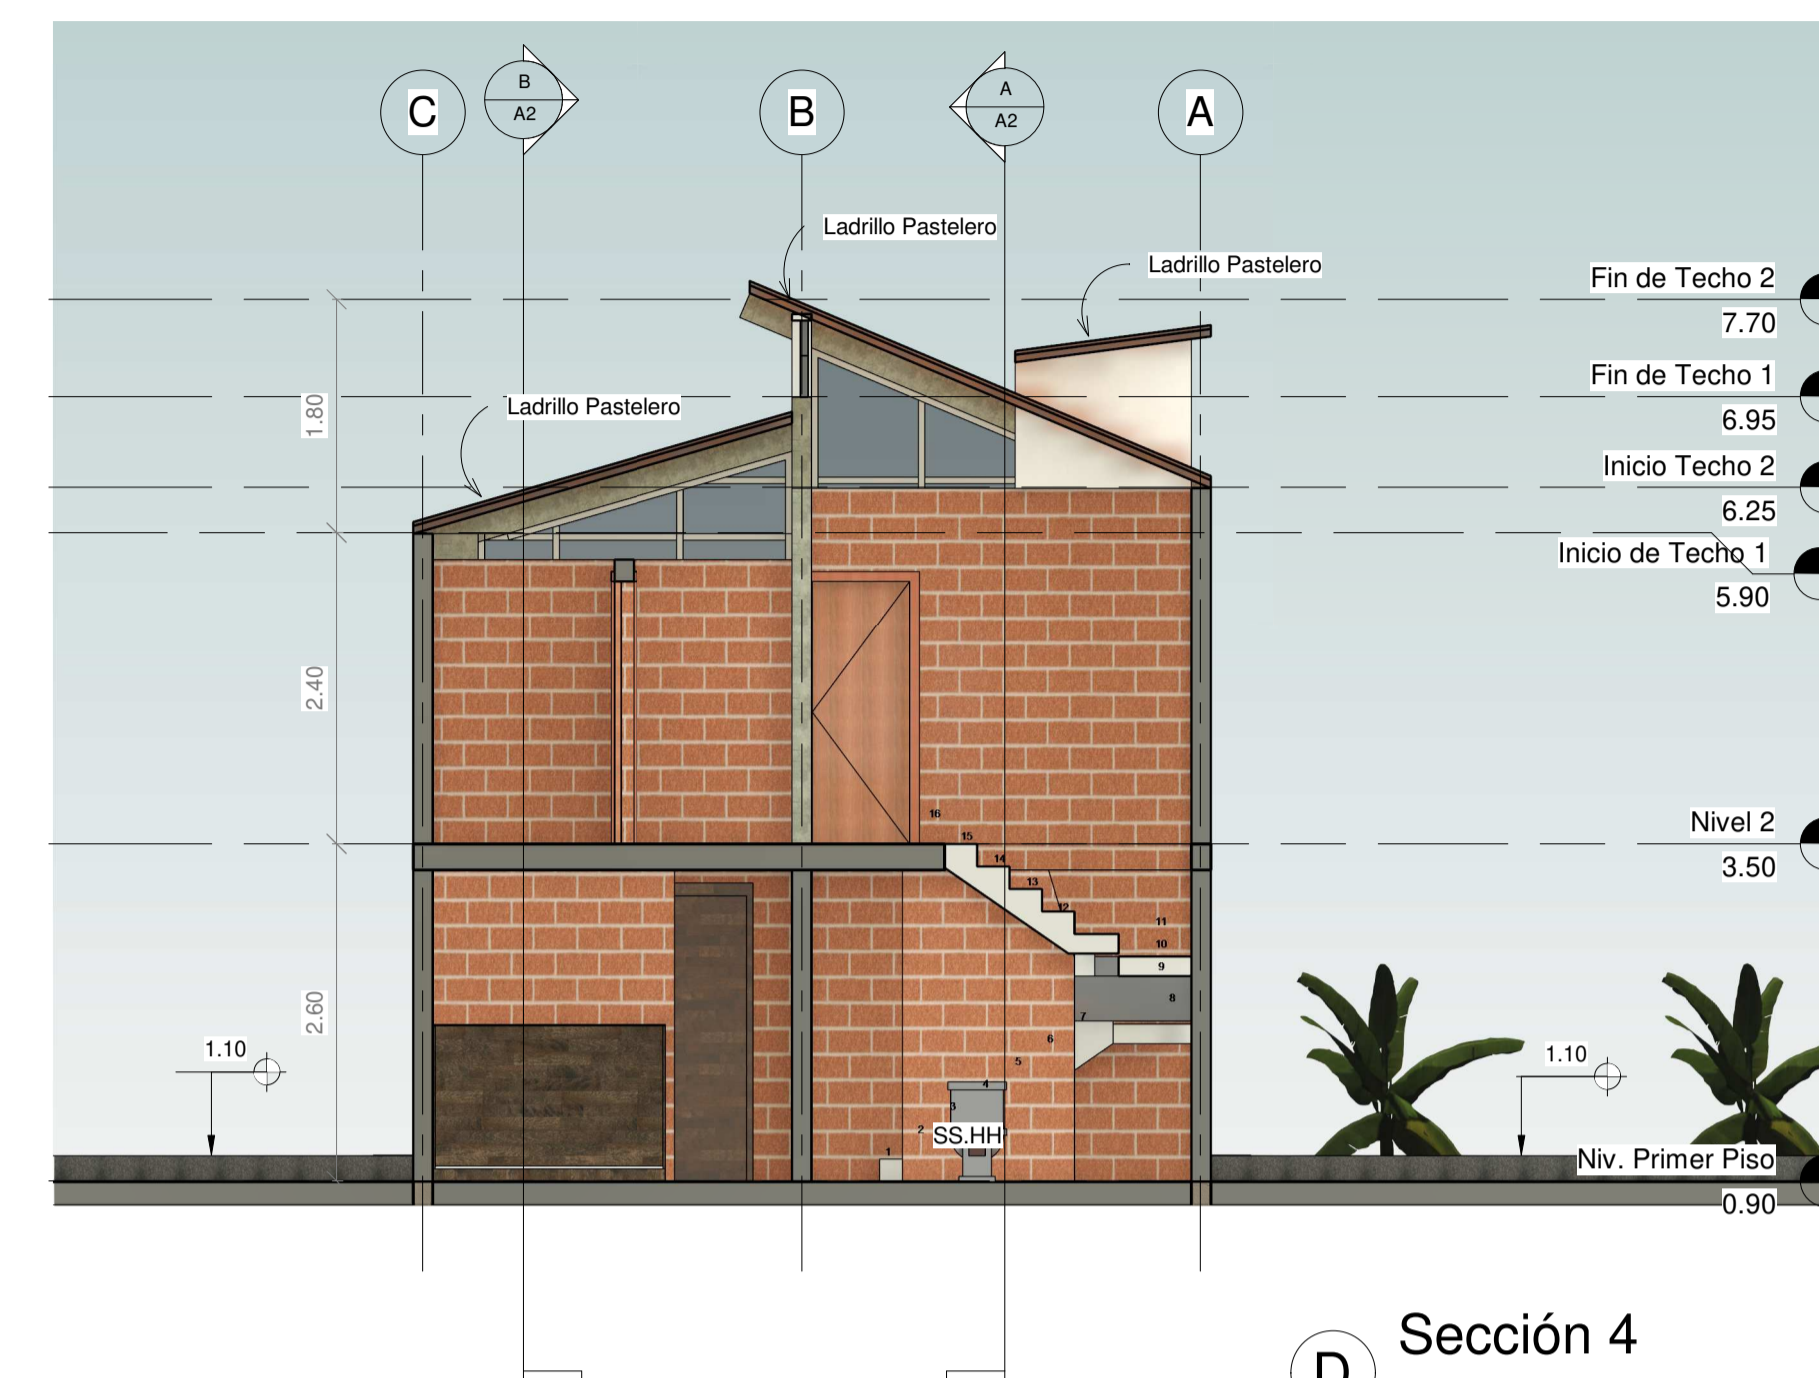 C
B
A2
B
A
A2
A
Ladrillo Pastelero
Ladrillo Pastelero
Ladrillo Pastelero
Fin de Techo 2
7.70
Fin de Techo 1
6.95
Inicio Techo 2
6.25
Inicio de Techo 1
5.90
Nivel 2
3.50
1.80
2.40
2.60
16
15
14
13
12
11
10
9
8
7
6
5
4
3
2
1
SS.HH
1.10
1.10
Niv. Primer Piso
0.90
Sección 4
D